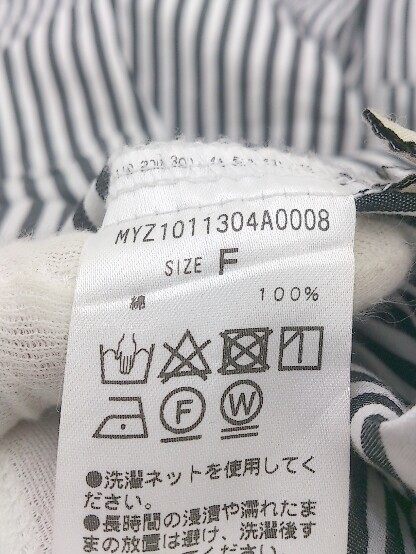 MYZ1011304A0008
SIZE F
綿 100%
F W
●洗濯ネットを使用してく
ださい。
●長時間の浸漬や濡れたま
まの放置は避け、洗濯後す